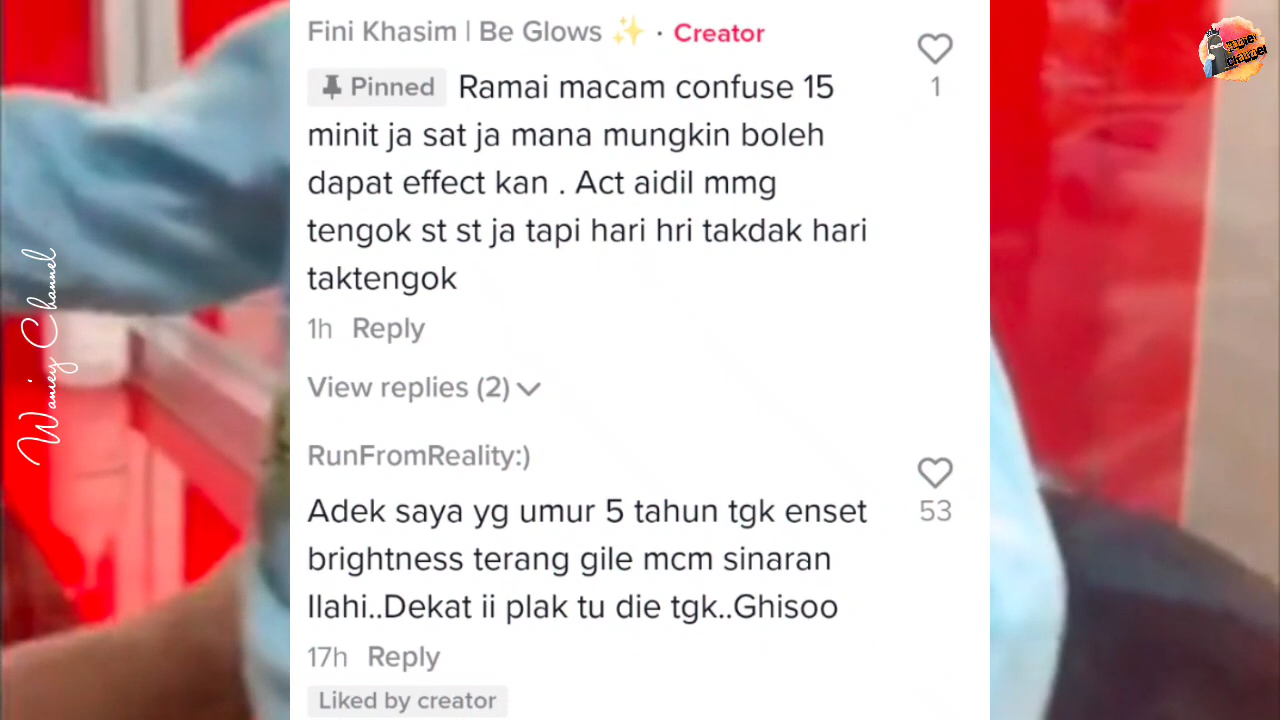 Fini Khasim | Be Glows ✨ · Creator
Pinned Ramai macam confuse 15
minit ja sat ja mana mungkin boleh
dapat effect kan . Act aidil mmg
tengok st st ja tapi hari hri takdak hari
taktengok
1
1h Reply
View replies (2)
RunFromReality:)
Adek saya yg umur 5 tahun tgk enset
brightness terang gile mcm sinaran
Ilahi..Dekat ii plak tu die tgk..Ghisoo
53
17h Reply
Liked by creator
Waniey Channel